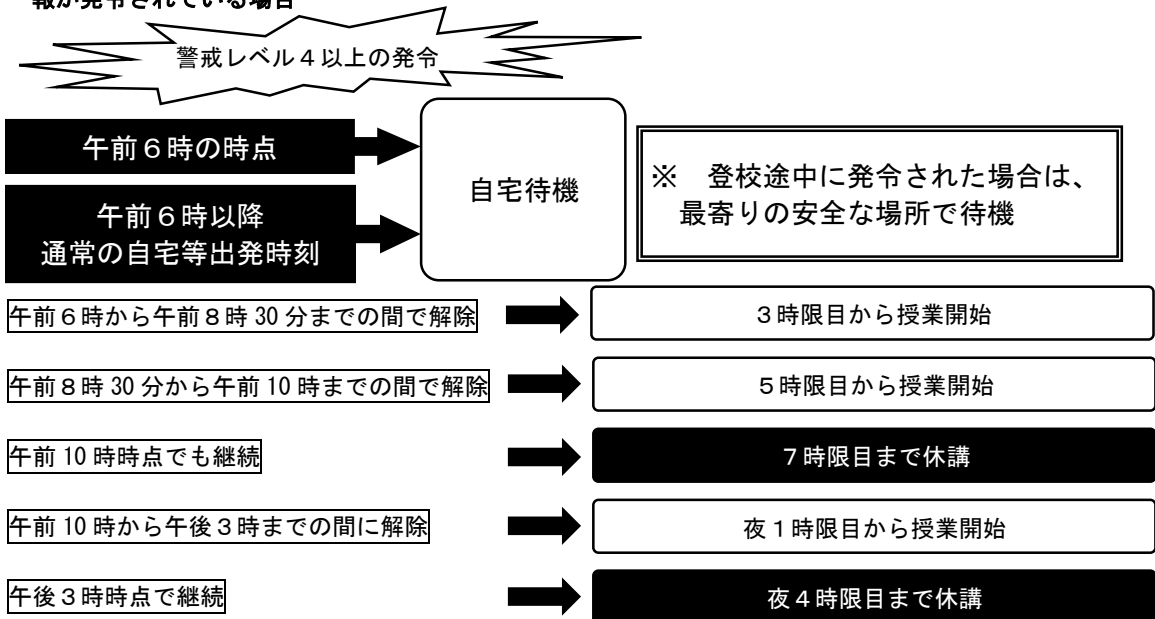 報が発令されている場合
警戒レベル４以上の発令
午前６時の時点
午前６時以降
通常の自宅等出発時刻
自宅待機
※　登校途中に発令された場合は、
最寄りの安全な場所で待機
午前６時から午前８時 30 分までの間で解除
３時限目から授業開始
午前８時 30 分から午前 10 時までの間で解除
５時限目から授業開始
午前 10 時時点でも継続
７時限目まで休講
午前 10 時から午後３時までの間に解除
夜１時限目から授業開始
午後３時時点で継続
夜４時限目まで休講